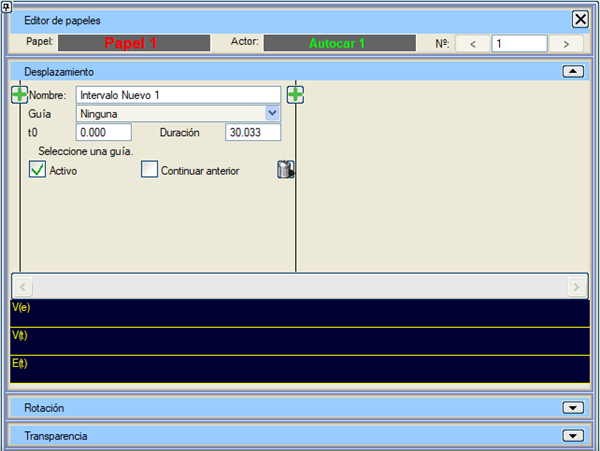 Editor de papeles
Papel: Papel 1 Actor: Autocar 1 Nº: < 1 >
Desplazamiento
Nombre: Intervalo Nuevo 1
Guía Ninguna
t0 0.000 Duración 30.033
Seleccione una guía.
Activo Continuar anterior
< >
V(e)
V(t)
E(t)
Rotación
Transparencia